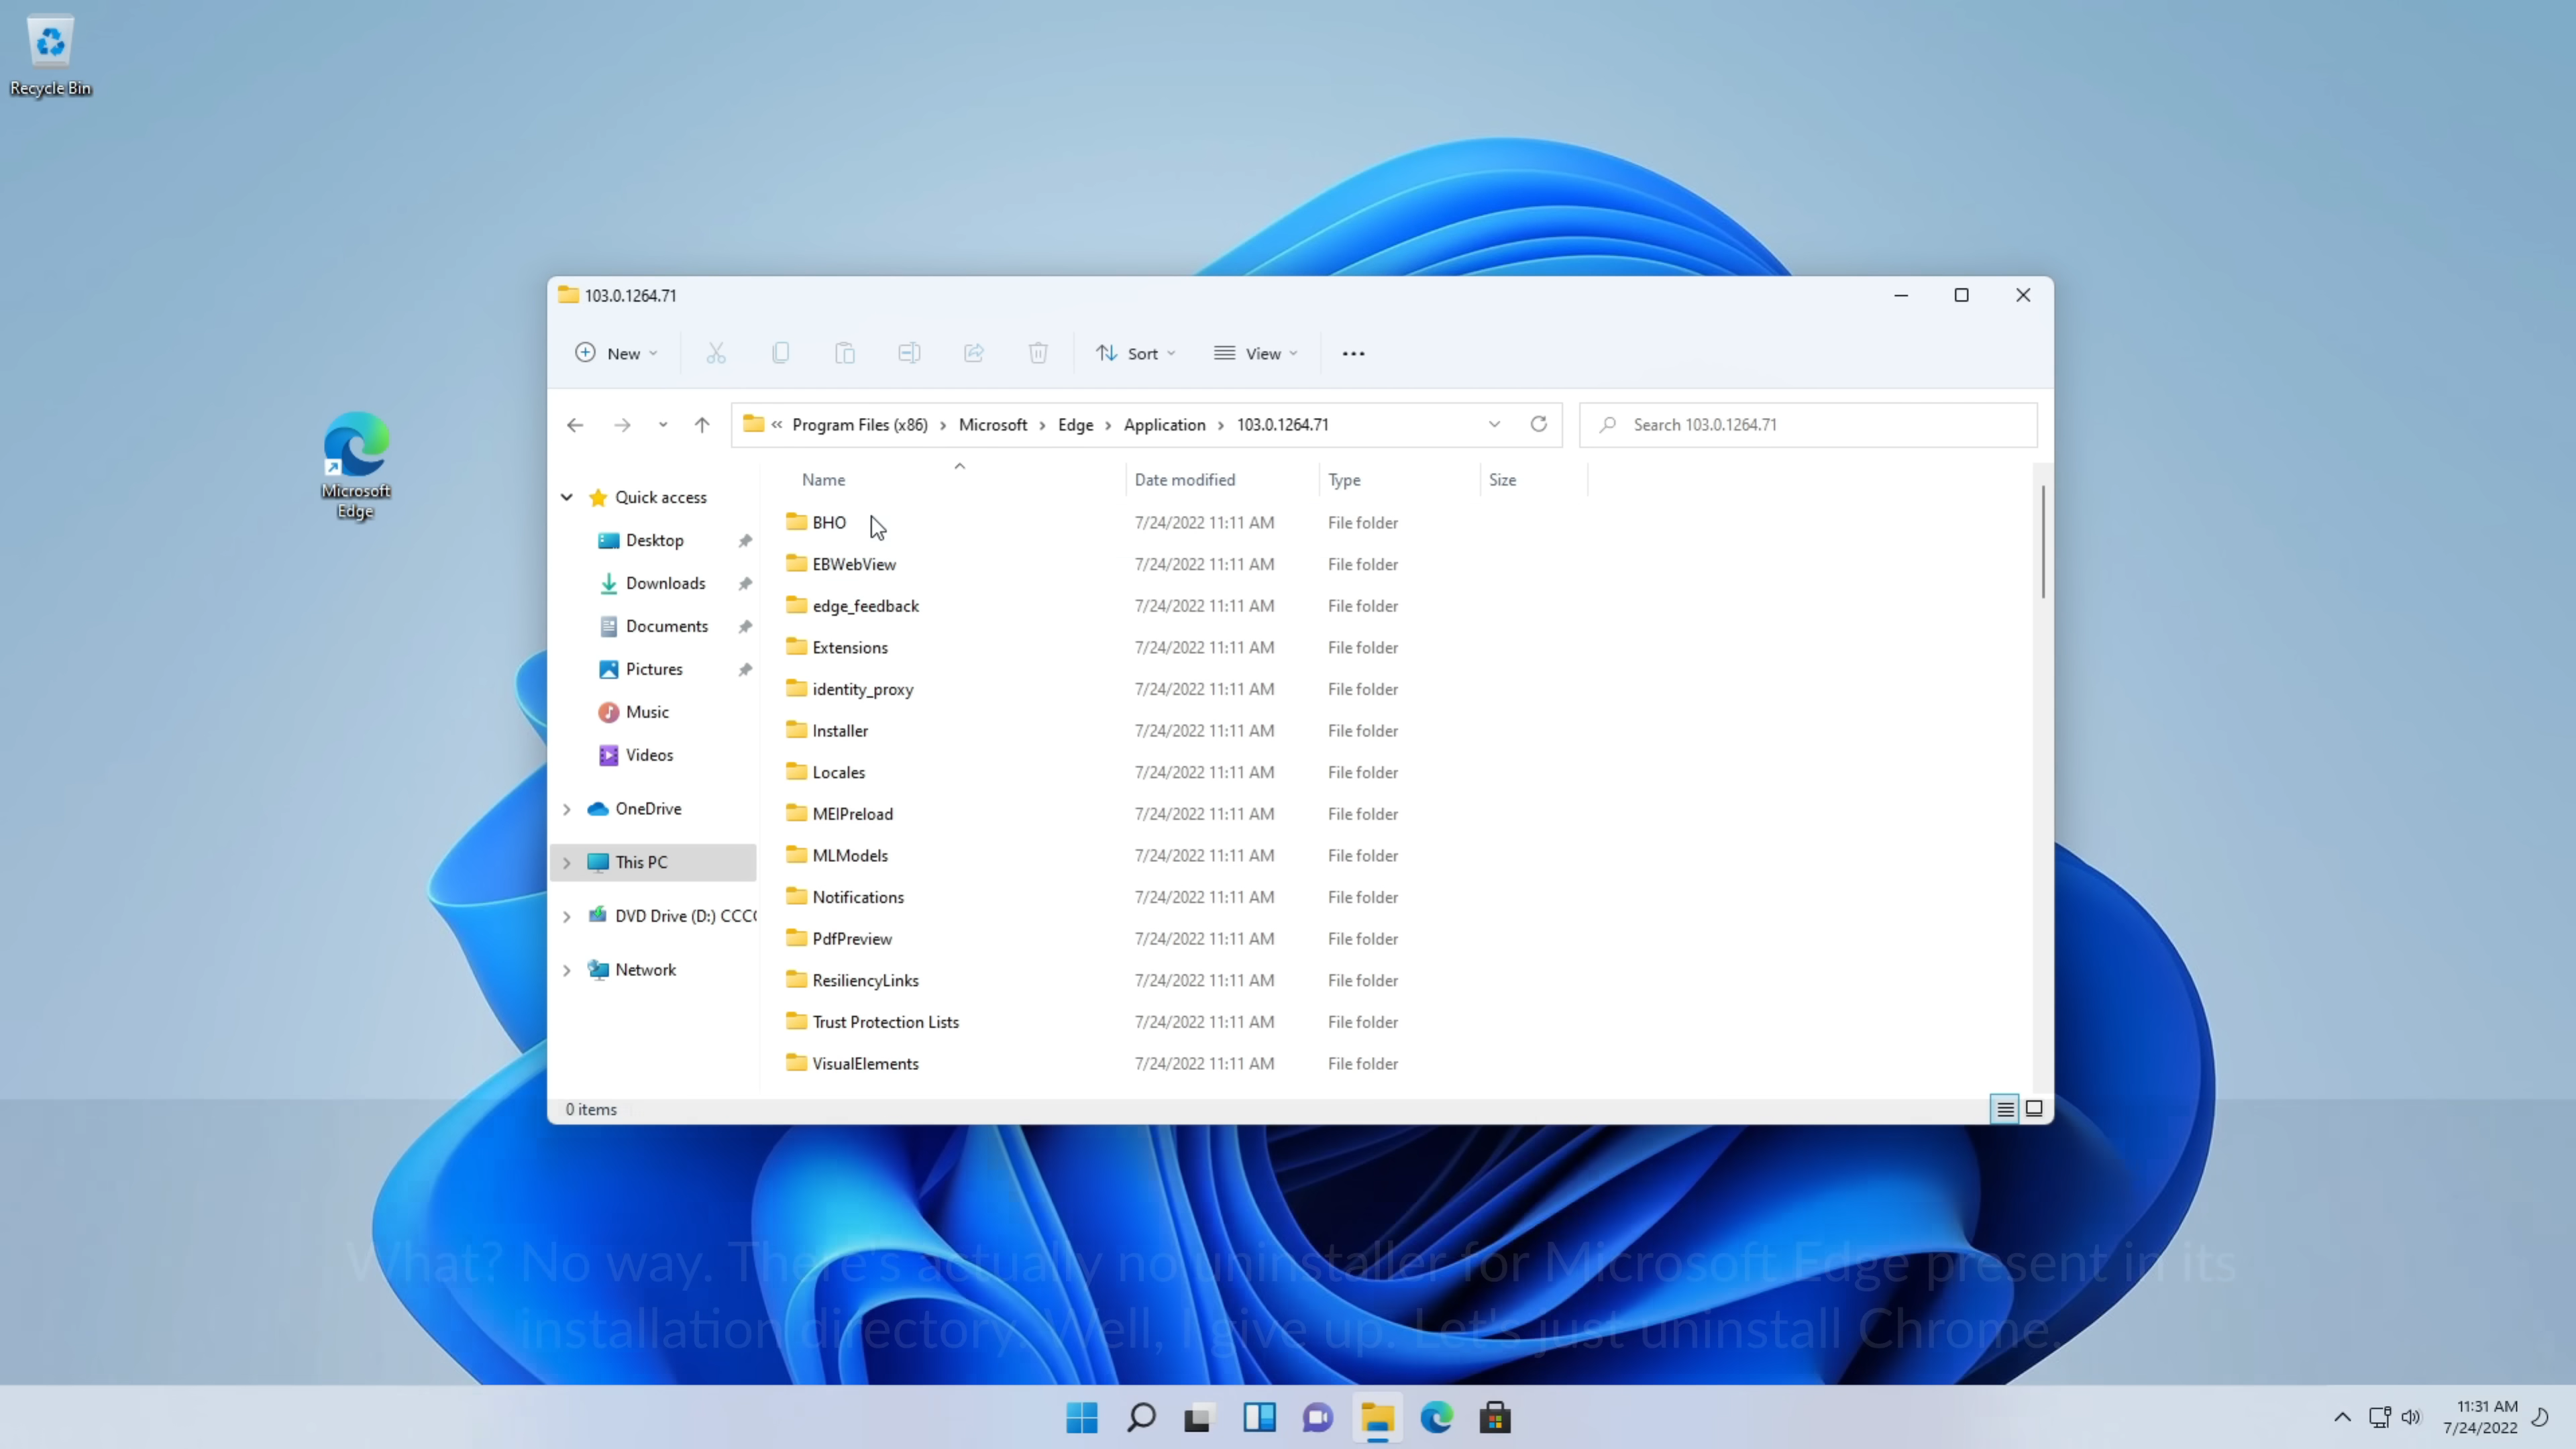 Recycle Bin
Microsoft
Edge
103.0.1264.71
New
Sort
View
« Program Files (x86) › Microsoft › Edge › Application › 103.0.1264.71
Search 103.0.1264.71
Name Date modified Type Size
Quick access
Desktop
Downloads
Documents
Pictures
Music
Videos
OneDrive
This PC
DVD Drive (D:) CCC
Network
BHO 7/24/2022 11:11 AM File folder
EBWebView 7/24/2022 11:11 AM File folder
edge_feedback 7/24/2022 11:11 AM File folder
Extensions 7/24/2022 11:11 AM File folder
identity_proxy 7/24/2022 11:11 AM File folder
Installer 7/24/2022 11:11 AM File folder
Locales 7/24/2022 11:11 AM File folder
MEIPreload 7/24/2022 11:11 AM File folder
MLModels 7/24/2022 11:11 AM File folder
Notifications 7/24/2022 11:11 AM File folder
PdfPreview 7/24/2022 11:11 AM File folder
ResiliencyLinks 7/24/2022 11:11 AM File folder
Trust Protection Lists 7/24/2022 11:11 AM File folder
VisualElements 7/24/2022 11:11 AM File folder
0 items
What? No way. There's actually no uninstaller for Microsoft Edge present in its
installation directory. Well, I give up. Let's just uninstall Chrome.
11:31 AM
7/24/2022